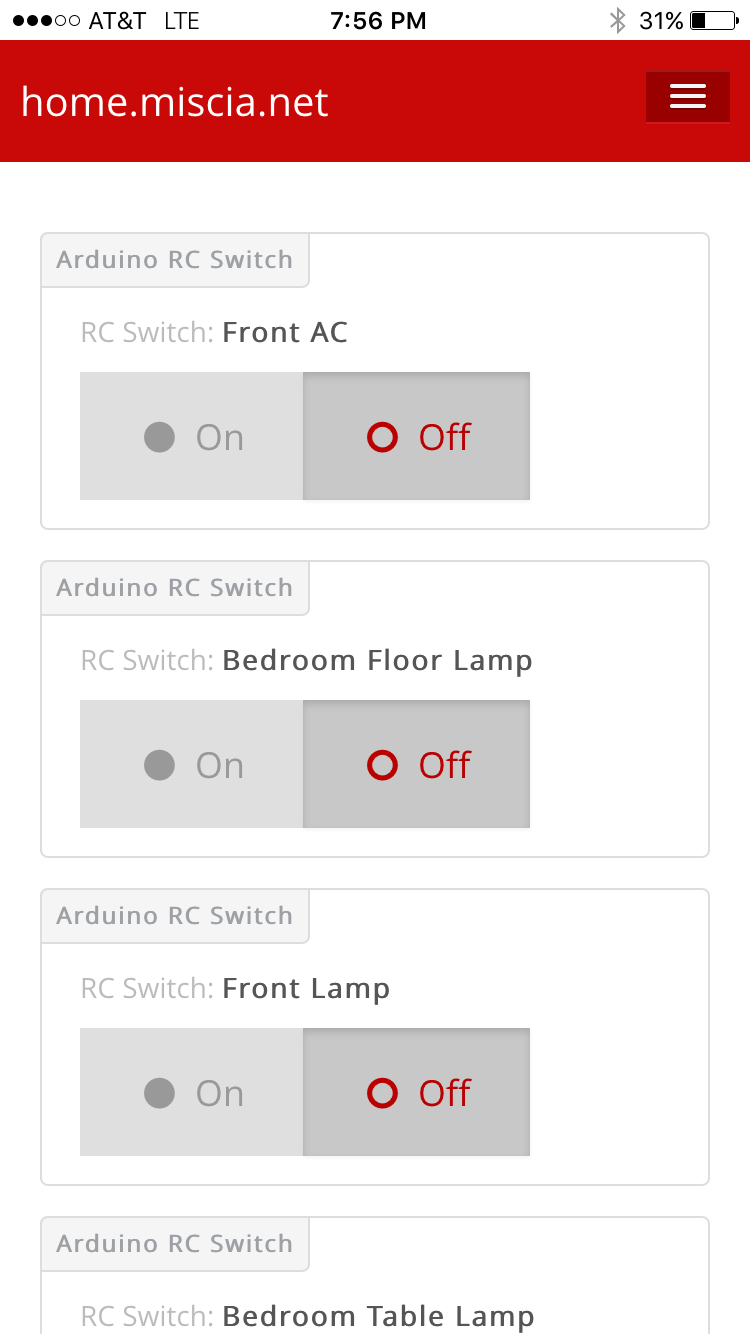 AT&T LTE 7:56 PM 31%
home.miscia.net
Arduino RC Switch
RC Switch: Front AC
On Off
Arduino RC Switch
RC Switch: Bedroom Floor Lamp
On Off
Arduino RC Switch
RC Switch: Front Lamp
On Off
Arduino RC Switch
RC Switch: Bedroom Table Lamp